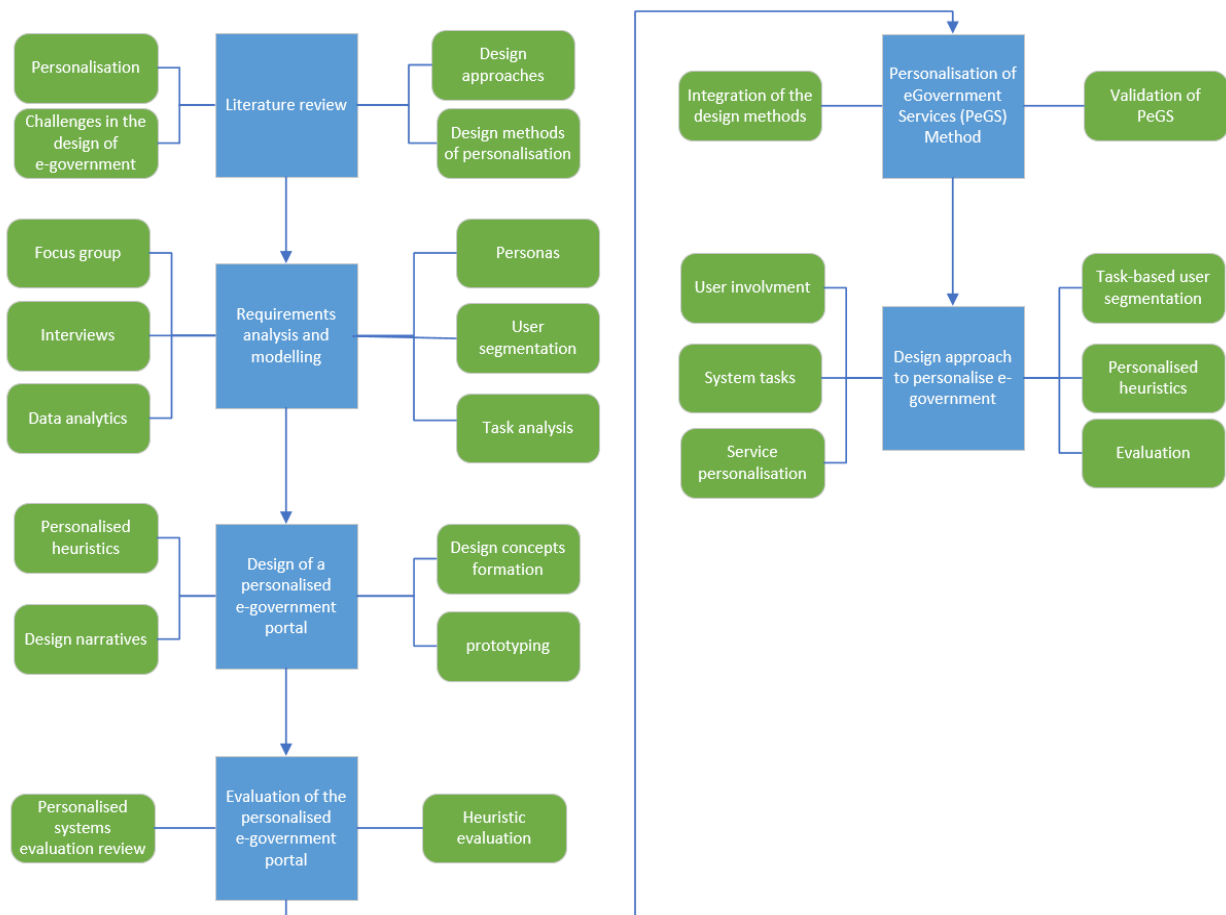 Personalisation
Challenges in the
design of
e-government
Literature review
Design
approaches
Design methods
of personalisation
Focus group
Interviews
Data analytics
Requirements
analysis and
modelling
Personas
User
segmentation
Task analysis
Personalised
heuristics
Design narratives
Design of a
personalised
e-government
portal
Design concepts
formation
prototyping
Personalised
systems
evaluation review
Evaluation of the
personalised
e-government
portal
Heuristic
evaluation
Integration of the
design methods
Personalisation of
eGovernment
Services (PeGS)
Method
Validation of
PeGS
User involvment
System tasks
Service
personalisation
Design approach
to personalise e-
government
Task-based user
segmentation
Personalised
heuristics
Evaluation